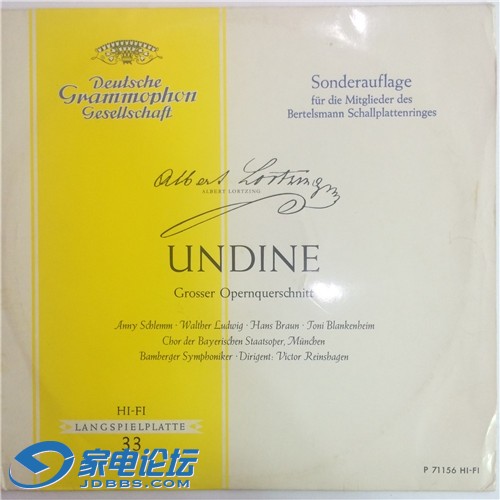 Deutsche
Grammophon
Gesellschaft
Sonderauflage
für die Mitglieder des
Bertelsmann Schallplattenringes
Albert Lortzing
ALBERT LORTZING
UNDINE
Grosser Opernquerschnitt
Anny Schlemm · Walther Ludwig · Hans Braun · Toni Blankenheim
Chor der Bayerischen Staatsoper, München
Bamberger Symphoniker · Dirigent: Victor Reinshagen
HI-FI
LANGSPIELPLATTE
33
P 71156 HI-FI
家电论坛
JDBBS.COM